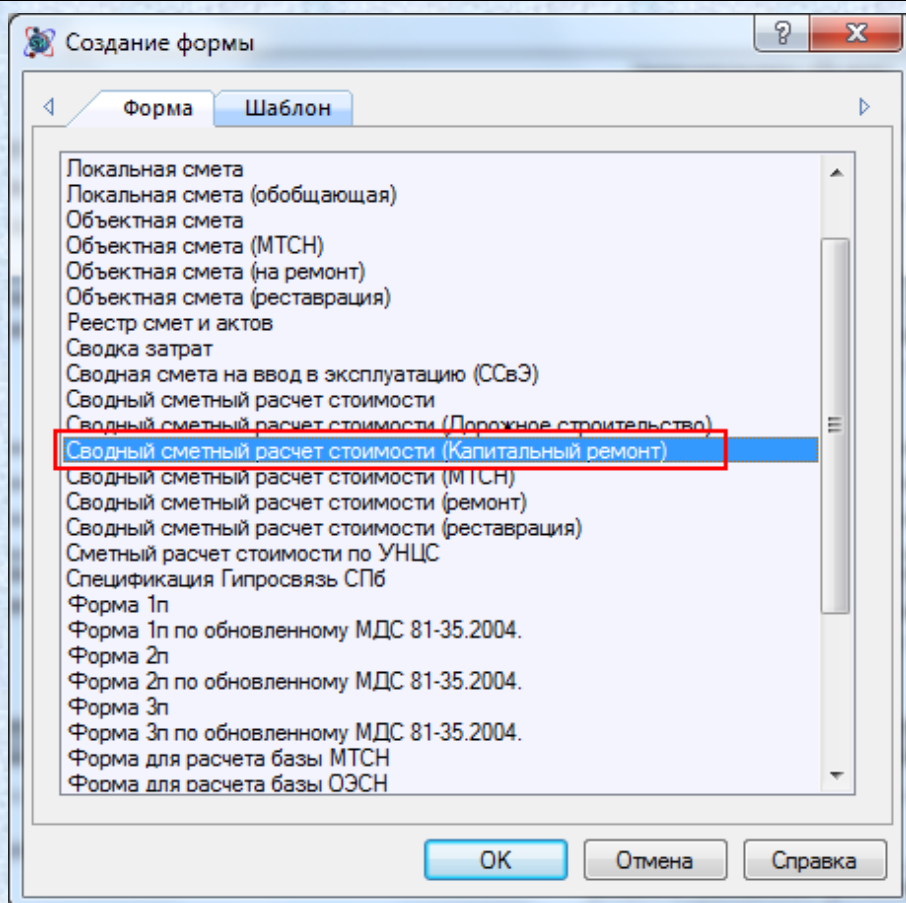 Создание формы
Форма
Шаблон
Локальная смета
Локальная смета (обобщающая)
Объектная смета
Объектная смета (МТСН)
Объектная смета (на ремонт)
Объектная смета (реставрация)
Реестр смет и актов
Сводка затрат
Сводная смета на ввод в эксплуатацию (ССвЭ)
Сводный сметный расчет стоимости
Сводный сметный расчет стоимости (Дорожное строительство)
Сводный сметный расчет стоимости (Капитальный ремонт)
Сводный сметный расчет стоимости (МТСН)
Сводный сметный расчет стоимости (ремонт)
Сводный сметный расчет стоимости (реставрация)
Сметный расчет стоимости по УНЦС
Спецификация Гипросвязь СПб
Форма 1п
Форма 1п по обновленному МДС 81-35.2004.
Форма 2п
Форма 2п по обновленному МДС 81-35.2004.
Форма 3п
Форма 3п по обновленному МДС 81-35.2004.
Форма для расчета базы МТСН
Форма для расчета базы ОЭСН
ОК
Отмена
Справка